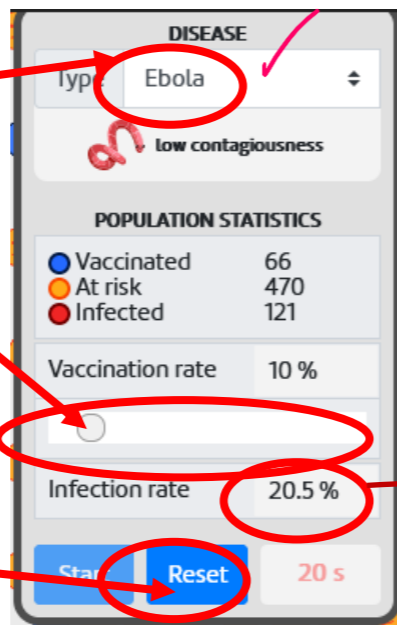 DISEASE
Type Ebola
low contagiousness
POPULATION STATISTICS
Vaccinated 66
At risk 470
Infected 121
Vaccination rate 10 %
Infection rate 20.5 %
Start Reset 20 s